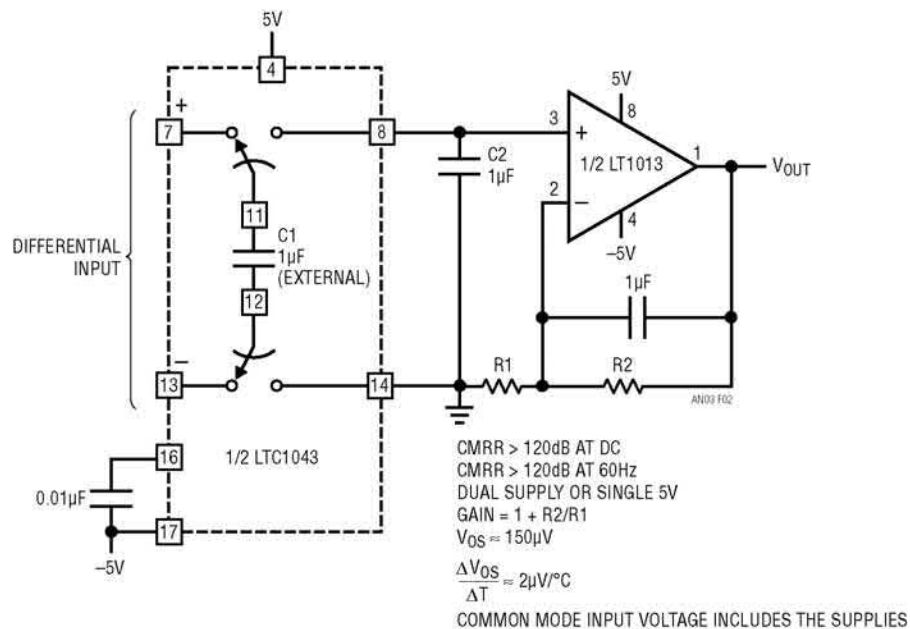 5V
4
+
7
8
5V
3
8
+
1/2 LT1013
1
VOUT
C2
1µF
2
–
4
–5V
11
C1
1µF
(EXTERNAL)
12
DIFFERENTIAL
INPUT
1µF
–
13
14
R1
R2
AN03 F02
16
1/2 LTC1043
0.01µF
17
–5V
CMRR > 120dB AT DC
CMRR > 120dB AT 60Hz
DUAL SUPPLY OR SINGLE 5V
GAIN = 1 + R2/R1
VOS ≈ 150µV
ΔVOS
ΔT
≈ 2µV/°C
COMMON MODE INPUT VOLTAGE INCLUDES THE SUPPLIES